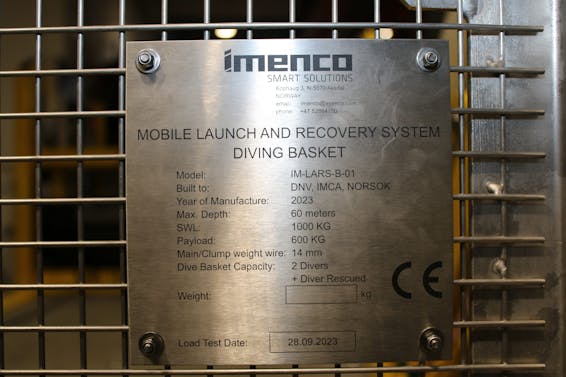 imenco
SMART SOLUTIONS
NORWAY
MOBILE LAUNCH AND RECOVERY SYSTEM
DIVING BASKET
Model: IM-LARS-B-01
Built to: DNV, IMCA, NORSOK
Year of Manufacture: 2023
Max. Depth: 60 meters
SWL: 1000 KG
Payload: 600 KG
Main/Clump weight wire: 14 mm
Dive Basket Capacity: 2 Divers
+ Diver Rescued
Weight: kg
CE
Load Test Date: 28.09.2023